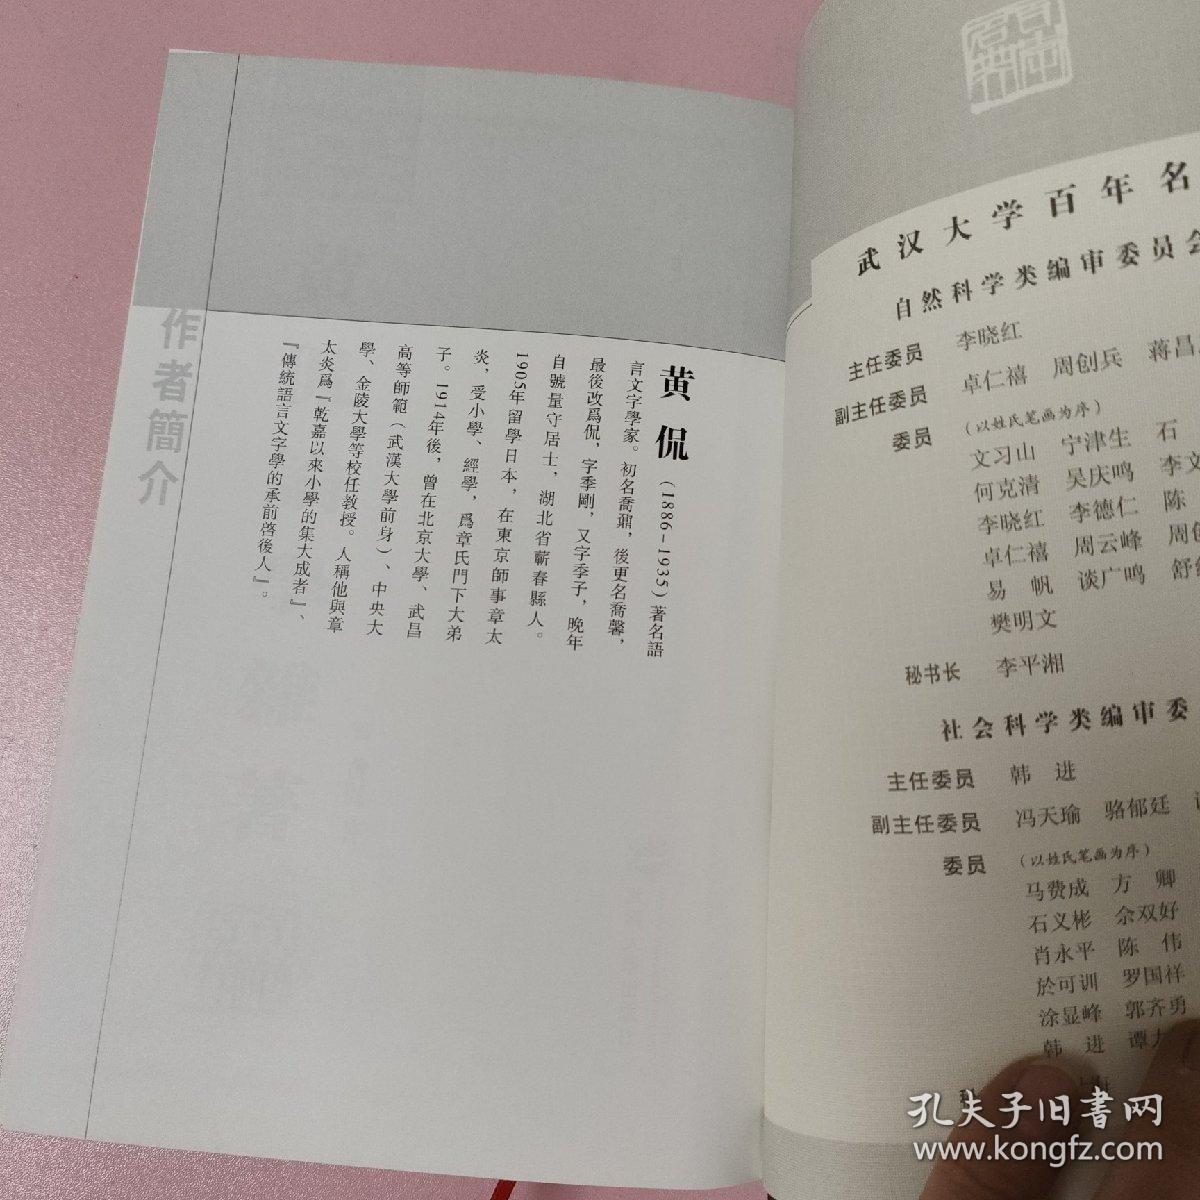 作者簡介
黄侃（1886-1935）著名語
言文字學家。初名喬鼐，後更名喬馨，
最後改爲侃，字季剛，又字季子，晚年
自號量守居士，湖北省蘄春縣人。
1905年留學日本，在東京師事章太
炎，受小學、經學，爲章氏門下大弟
子。1914年後，曾在北京大學、武昌
高等師範（武漢大學前身）、中央大
學、金陵大學等校任教授。人稱他與章
太炎爲『乾嘉以來小學的集大成者』、
『傳統語言文字學的承前啓後人』。
武汉大学百年名
自然科学类编审委员会
主任委员 李晓红
副主任委员 卓仁禧 周创兵 蒋昌
委员 （以姓氏笔画为序）
文习山 宁津生 石
何克清 吴庆鸣 李文
李晓红 李德仁 陈
卓仁禧 周云峰 周创
易帆 谈广鸣 舒
樊明文
秘书长 李平湘
社会科学类编审委
主任委员 韩进
副主任委员 冯天瑜 骆郁廷
委员 （以姓氏笔画为序）
马费成 方卿
石义彬 佘双好
肖永平 陈伟
於可训 罗国祥
涂显峰 郭齐勇
韩进 谭
孔夫子旧书网
www.kongfz.com